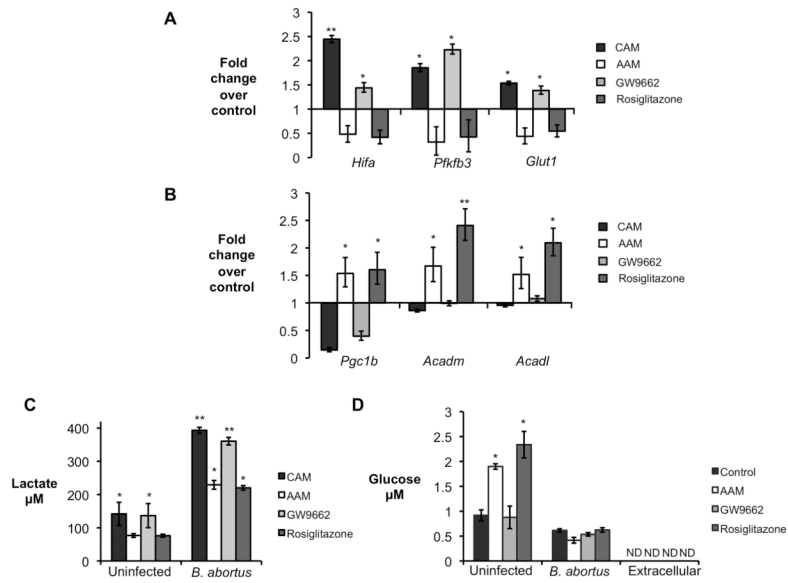 A
Fold change over control
3
2.5
2
1.5
1
0.5
0
** * * * * *
Hifa Pfkfb3 Glut1
CAM
AAM
GW9662
Rosiglitazone
B
Fold change over control
3
2.5
2
1.5
1
0.5
0
* * * ** * *
Pgc1b Acadm Acadl
CAM
AAM
GW9662
Rosiglitazone
C
Lactate µM
400
300
200
100
0
* * ** * ** *
Uninfected B. abortus
CAM
AAM
GW9662
Rosiglitazone
D
Glucose µM
3
2.5
2
1.5
1
0.5
0
* *
ND ND ND ND
Uninfected B. abortus Extracellular
Control
AAM
GW9662
Rosiglitazone